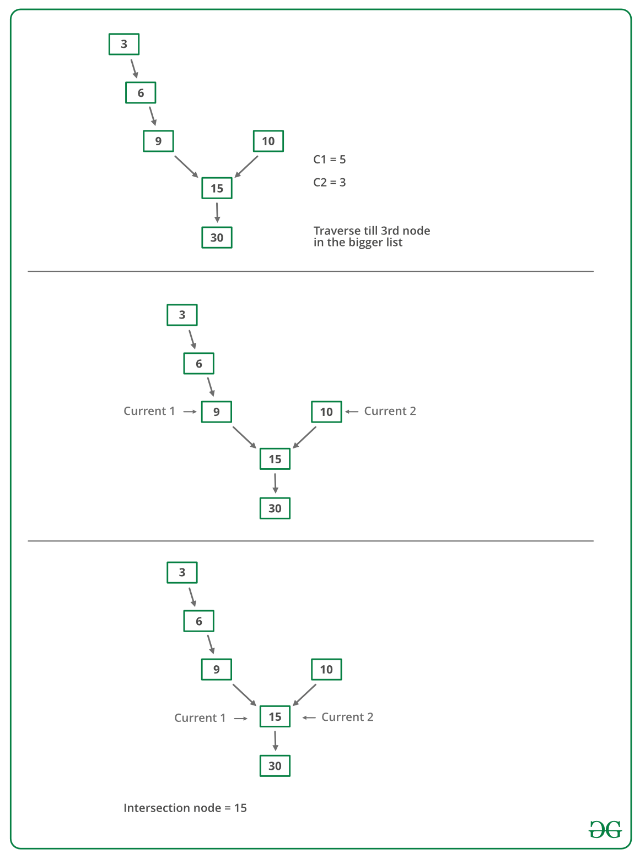 3
6
9 10
C1 = 5
15
C2 = 3
30
Traverse till 3rd node
in the bigger list
3
6
Current 1 9 10 Current 2
15
30
3
6
9 10
Current 1 15 Current 2
30
Intersection node = 15